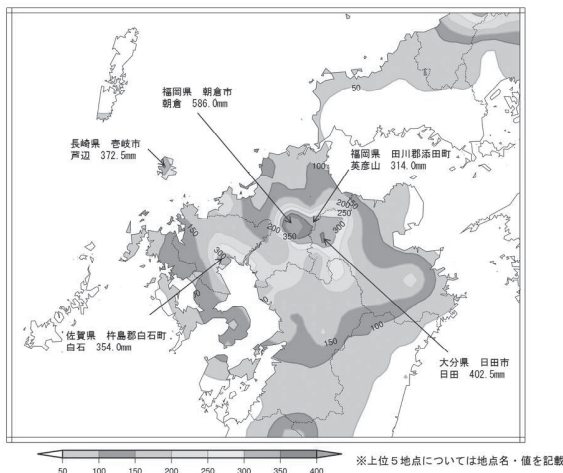 50
福岡県 朝倉市
朝倉 586.0mm
長崎県 壱岐市
芦辺 372.5mm
福岡県 田川郡添田町
英彦山 314.0mm
100
200
250
150
200
300
350
300
佐賀県 杵島郡白石町
白石 354.0mm
100
150
大分県 日田市
日田 402.5mm
50 100 150 200 250 300 350 400
※上位5地点については地点名・値を記載